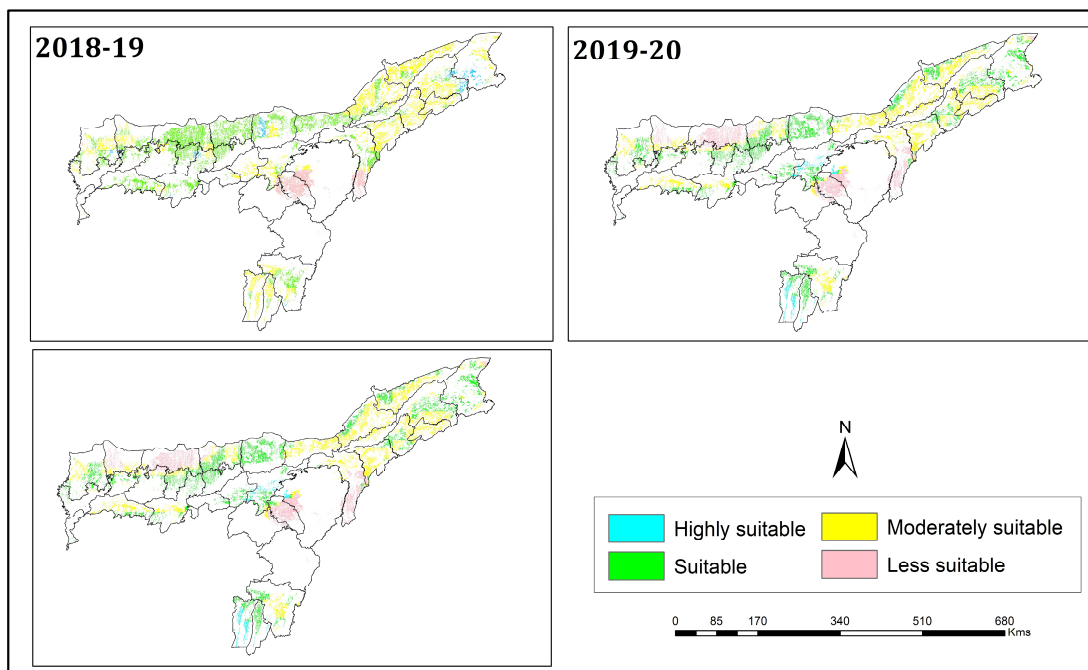 2018-19
2019-20
N
Highly suitable
Moderately suitable
Suitable
Less suitable
0 85 170 340 510 680
Kms